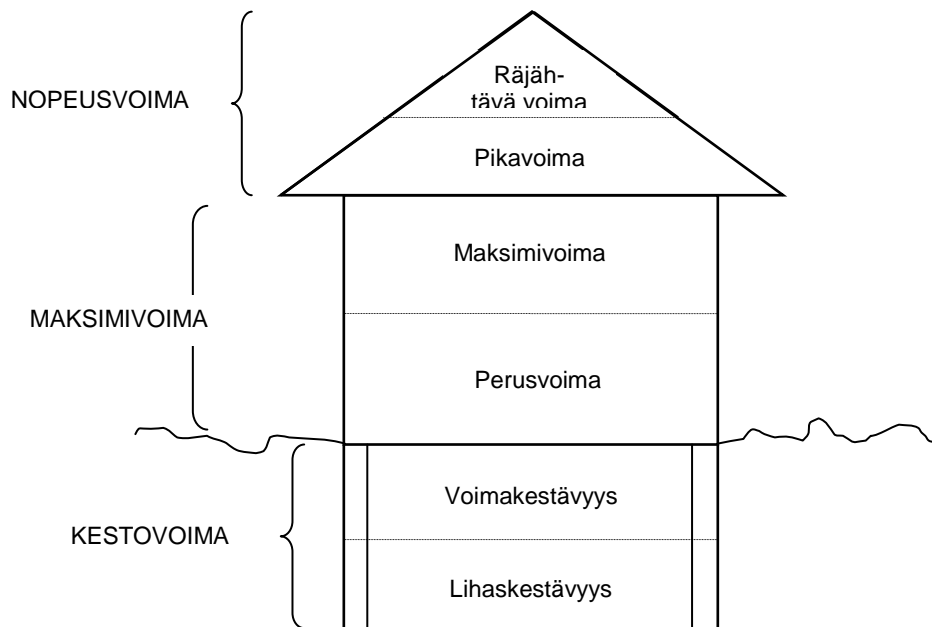 Räjäh-
tävä voima
NOPEUSVOIMA
Pikavoima
Maksimivoima
MAKSIMIVOIMA
Perusvoima
Voimakestävyys
KESTOVOIMA
Lihaskestävyys